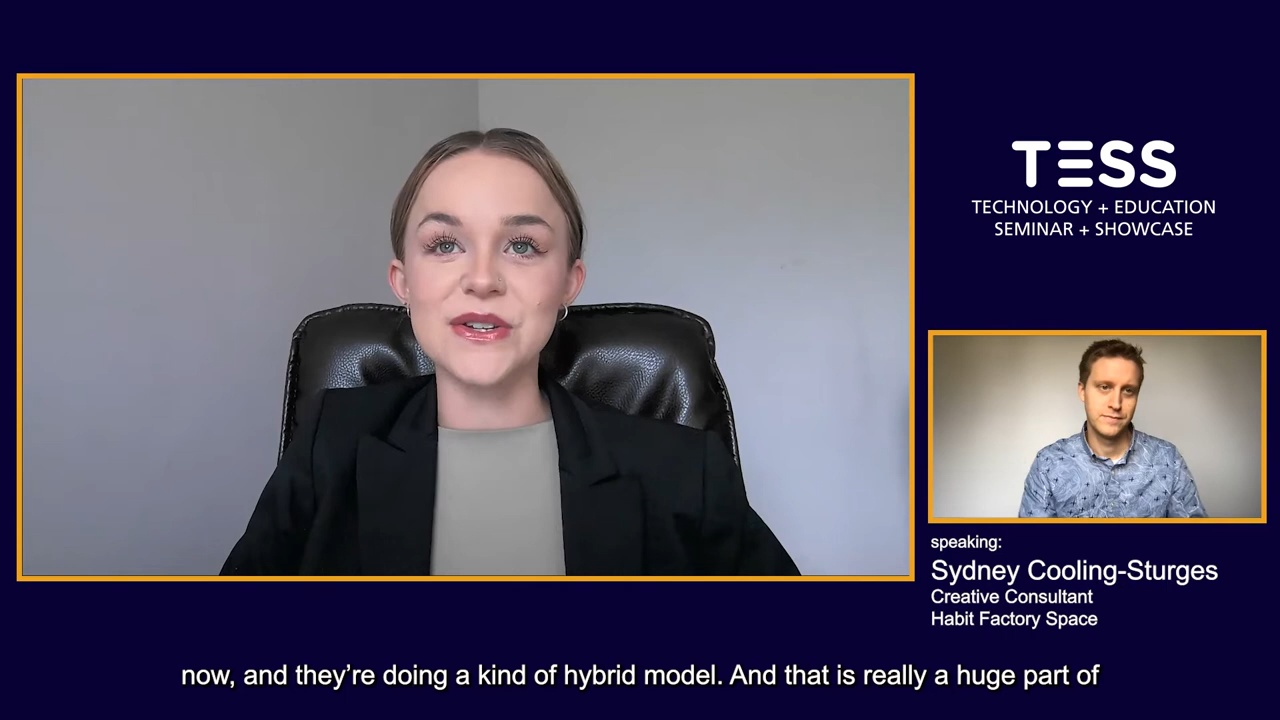 TESS
TECHNOLOGY + EDUCATION
SEMINAR + SHOWCASE
speaking:
Sydney Cooling-Sturges
Creative Consultant
Habit Factory Space
now, and they’re doing a kind of hybrid model. And that is really a huge part of